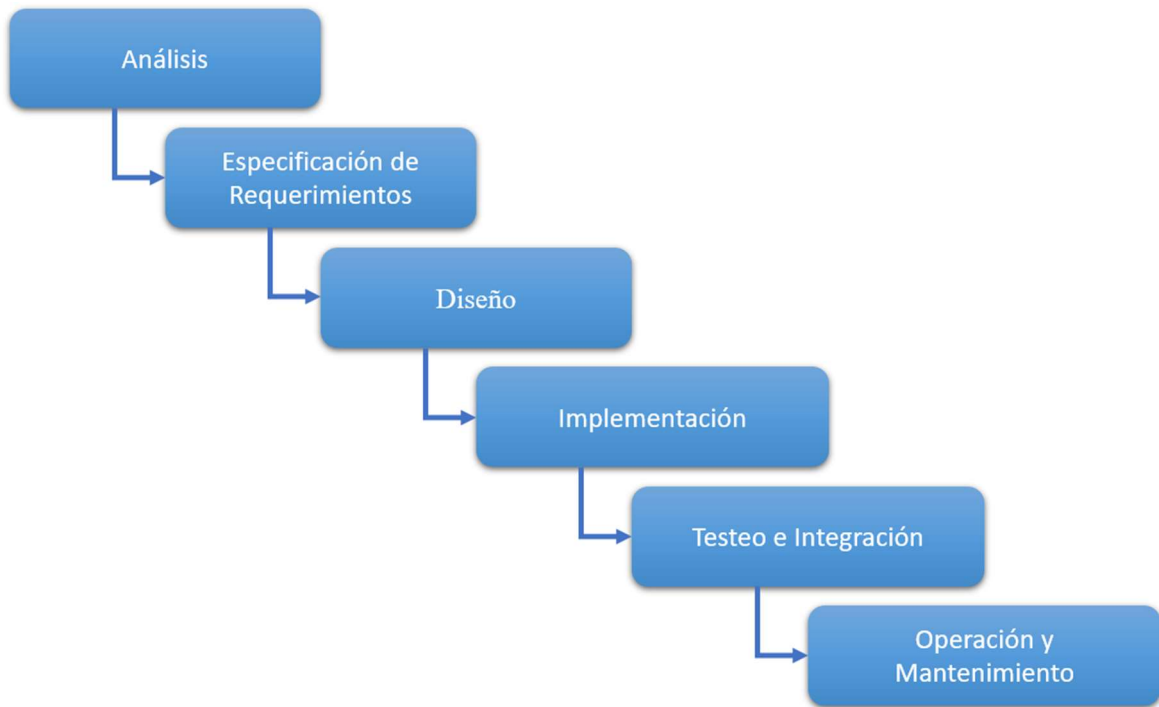 Análisis
Especificación de
Requerimientos
Diseño
Implementación
Testeo e Integración
Operación y
Mantenimiento